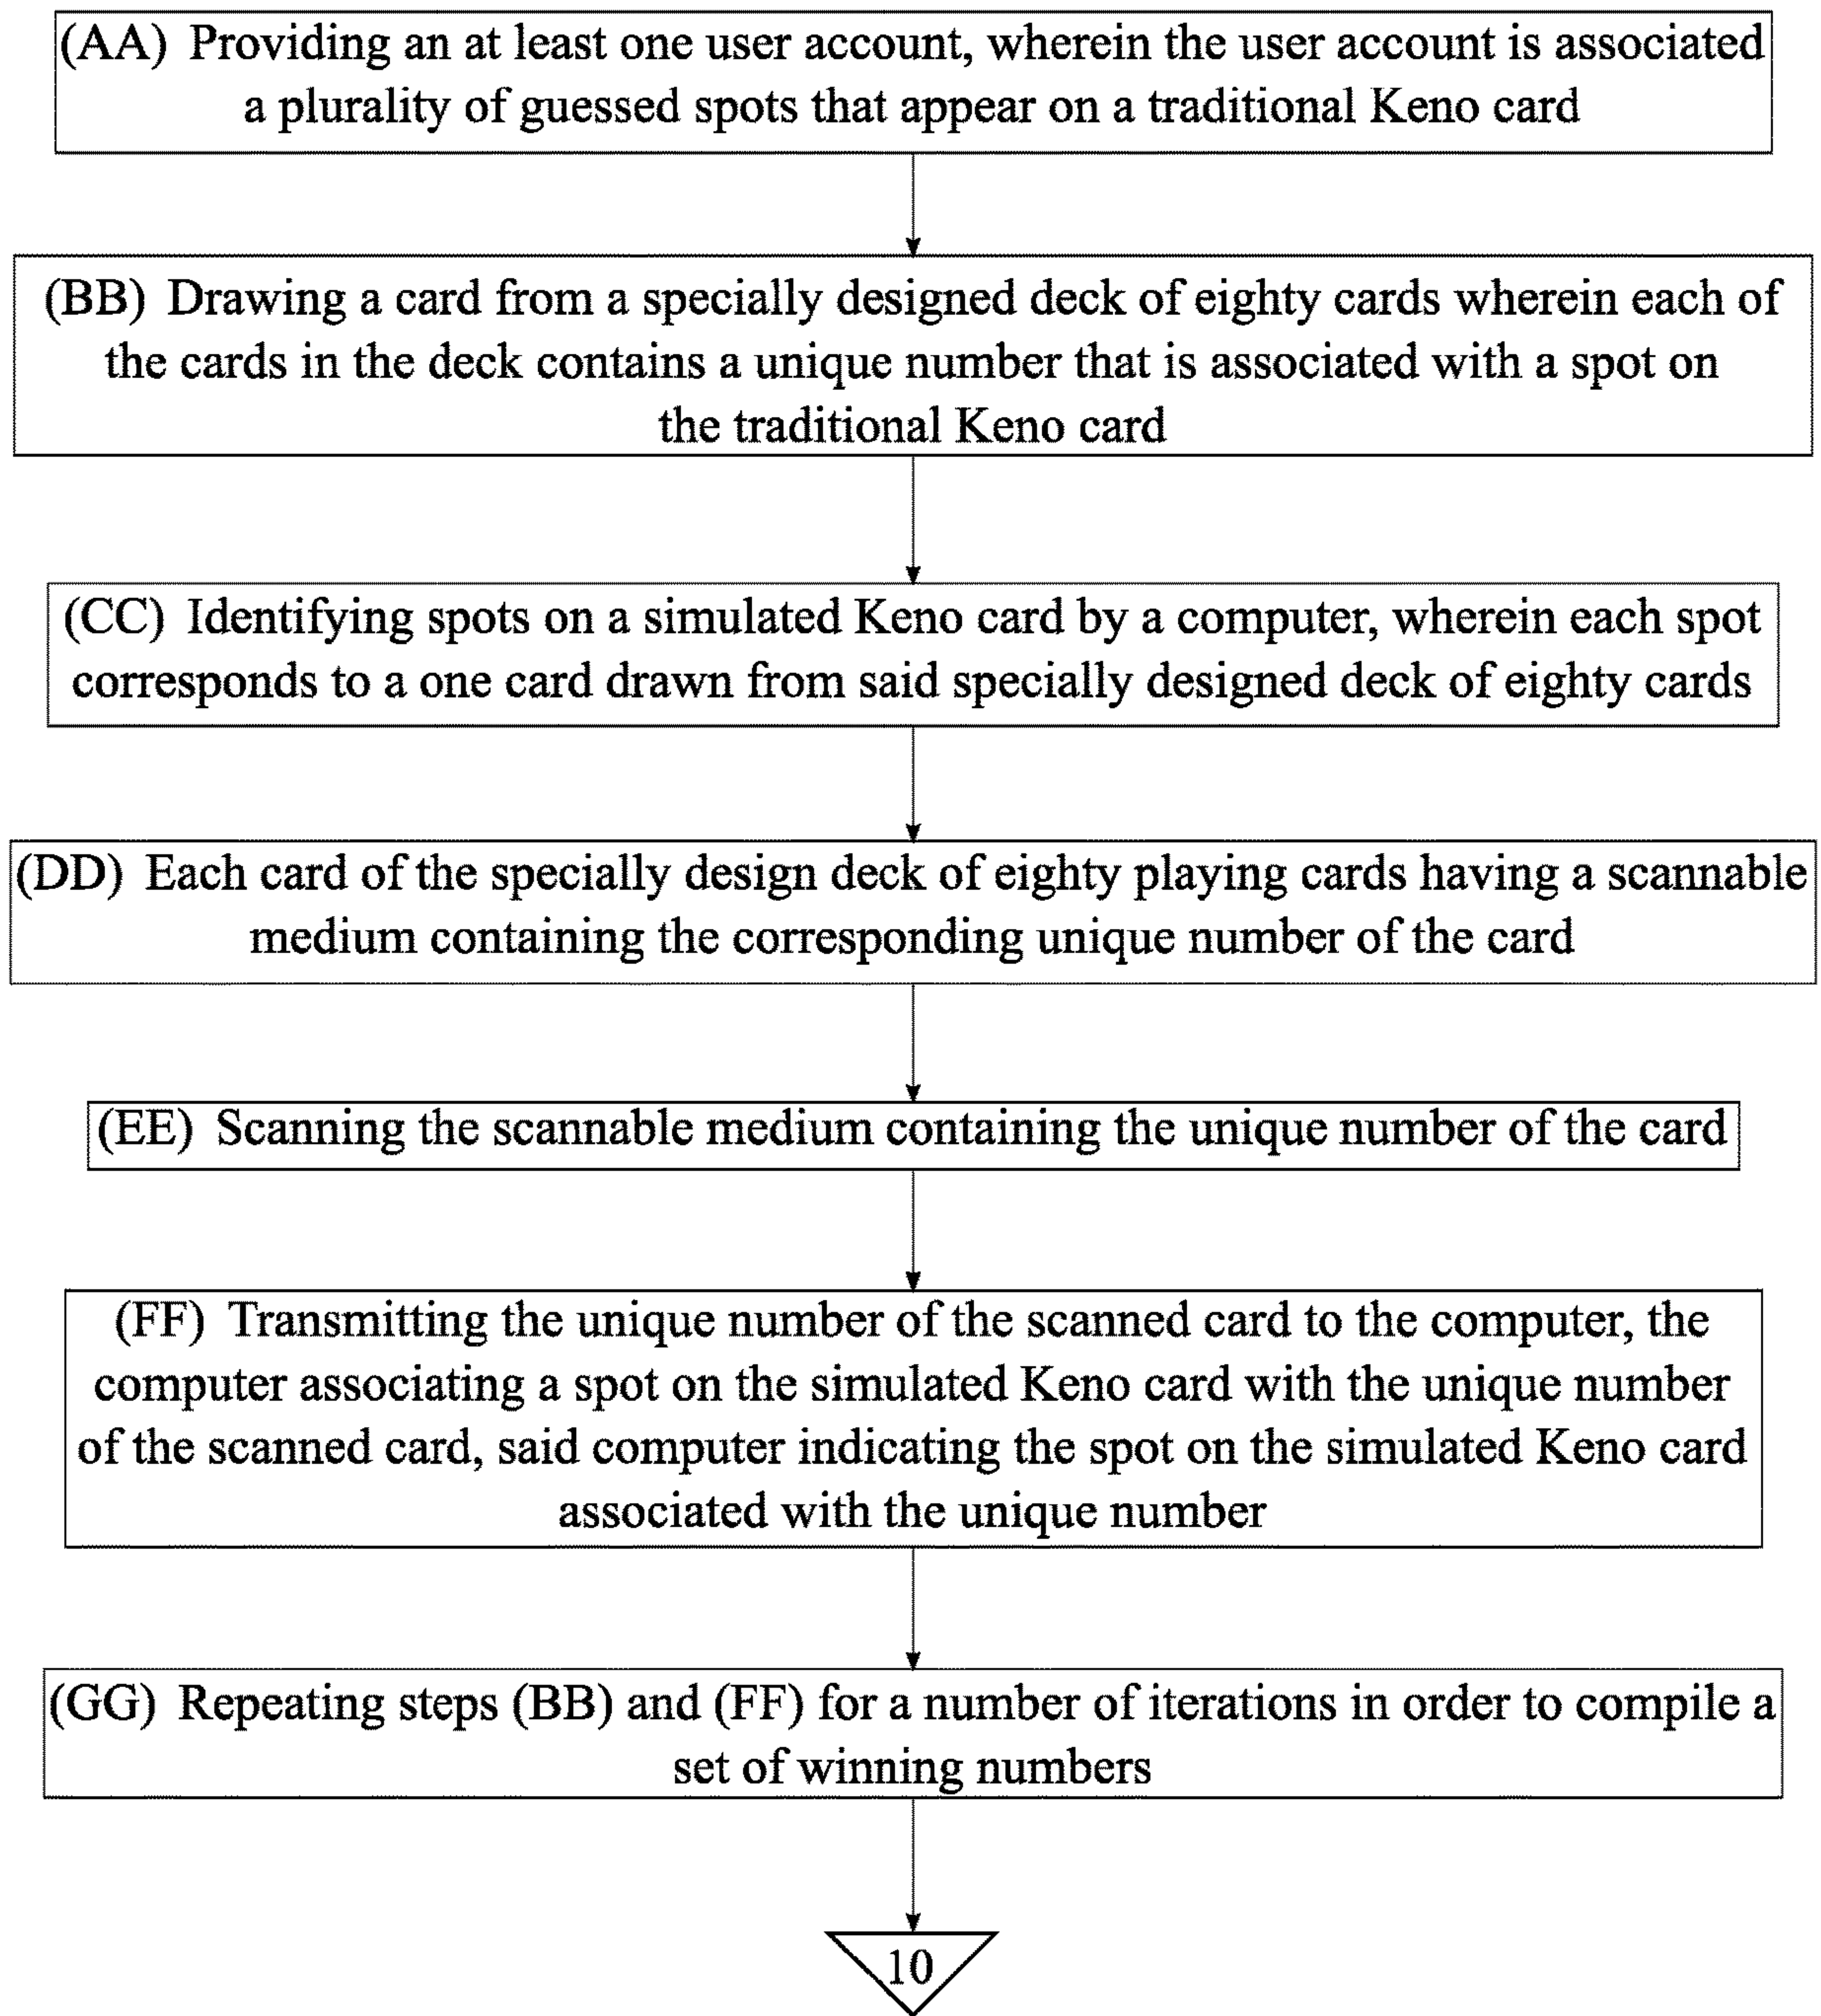 (AA) Providing an at least one user account, wherein the user account is associated
a plurality of guessed spots that appear on a traditional Keno card
(BB) Drawing a card from a specially designed deck of eighty cards wherein each of
the cards in the deck contains a unique number that is associated with a spot on
the traditional Keno card
(CC) Identifying spots on a simulated Keno card by a computer, wherein each spot
corresponds to a one card drawn from said specially designed deck of eighty cards
(DD) Each card of the specially design deck of eighty playing cards having a scannable
medium containing the corresponding unique number of the card
(EE) Scanning the scannable medium containing the unique number of the card
(FF) Transmitting the unique number of the scanned card to the computer, the
computer associating a spot on the simulated Keno card with the unique number
of the scanned card, said computer indicating the spot on the simulated Keno card
associated with the unique number
(GG) Repeating steps (BB) and (FF) for a number of iterations in order to compile a
set of winning numbers
10